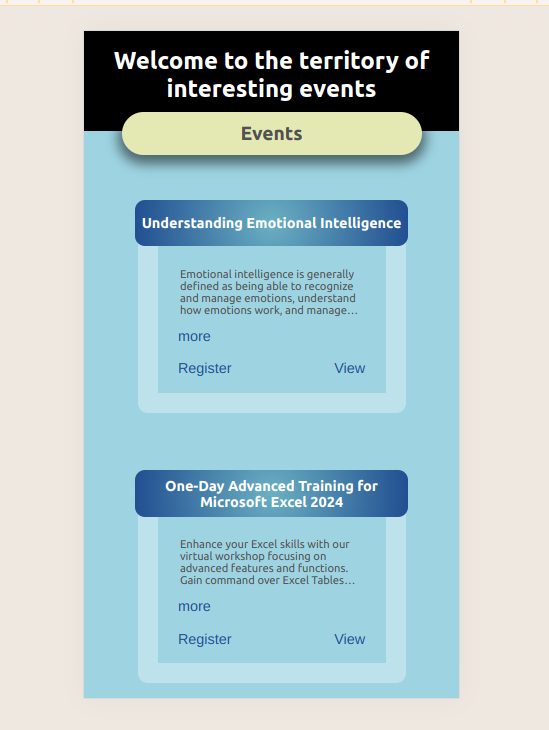 Welcome to the territory of
interesting events
Events
Understanding Emotional Intelligence
Emotional intelligence is generally
defined as being able to recognize
and manage emotions, understand
how emotions work, and manage...
more
Register View
One-Day Advanced Training for
Microsoft Excel 2024
Enhance your Excel skills with our
virtual workshop focusing on
advanced features and functions.
Gain command over Excel Tables...
more
Register View